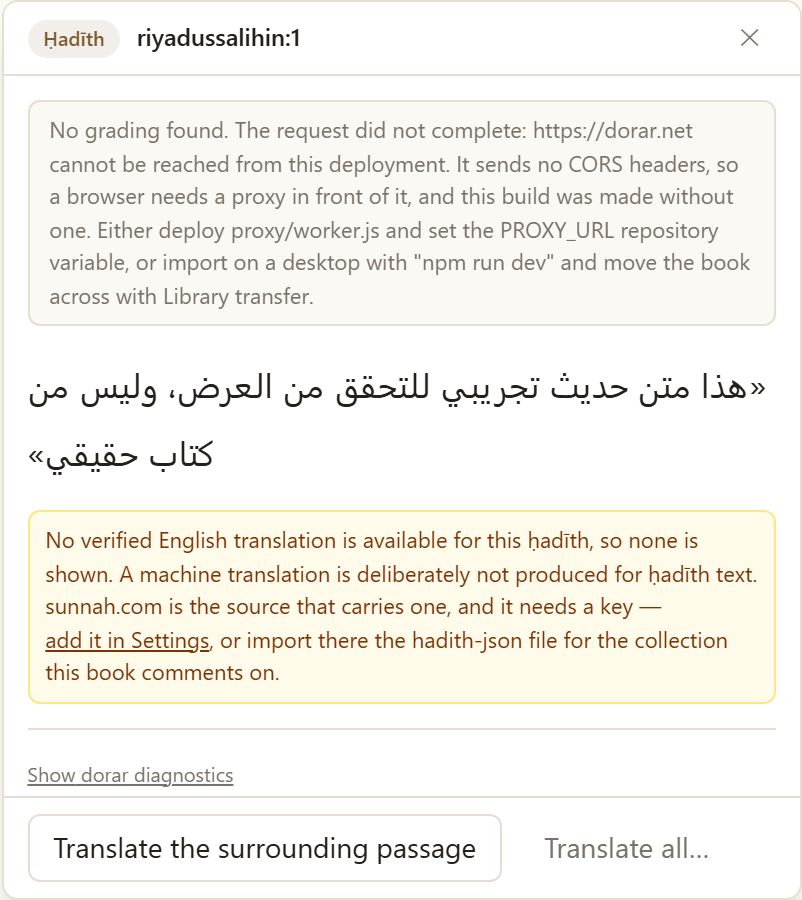 Ḥadīth riyadussalihin:1
No grading found. The request did not complete: https://dorar.net
cannot be reached from this deployment. It sends no CORS headers, so
a browser needs a proxy in front of it, and this build was made without
one. Either deploy proxy/worker.js and set the PROXY_URL repository
variable, or import on a desktop with "npm run dev" and move the book
across with Library transfer.
«هذا متن حديث تجريبي للتحقق من العرض، وليس من
كتاب حقيقي»
No verified English translation is available for this ḥadīth, so none is
shown. A machine translation is deliberately not produced for ḥadīth text.
sunnah.com is the source that carries one, and it needs a key —
add it in Settings, or import there the hadith-json file for the collection
this book comments on.
Show dorar diagnostics
Translate the surrounding passage Translate all…